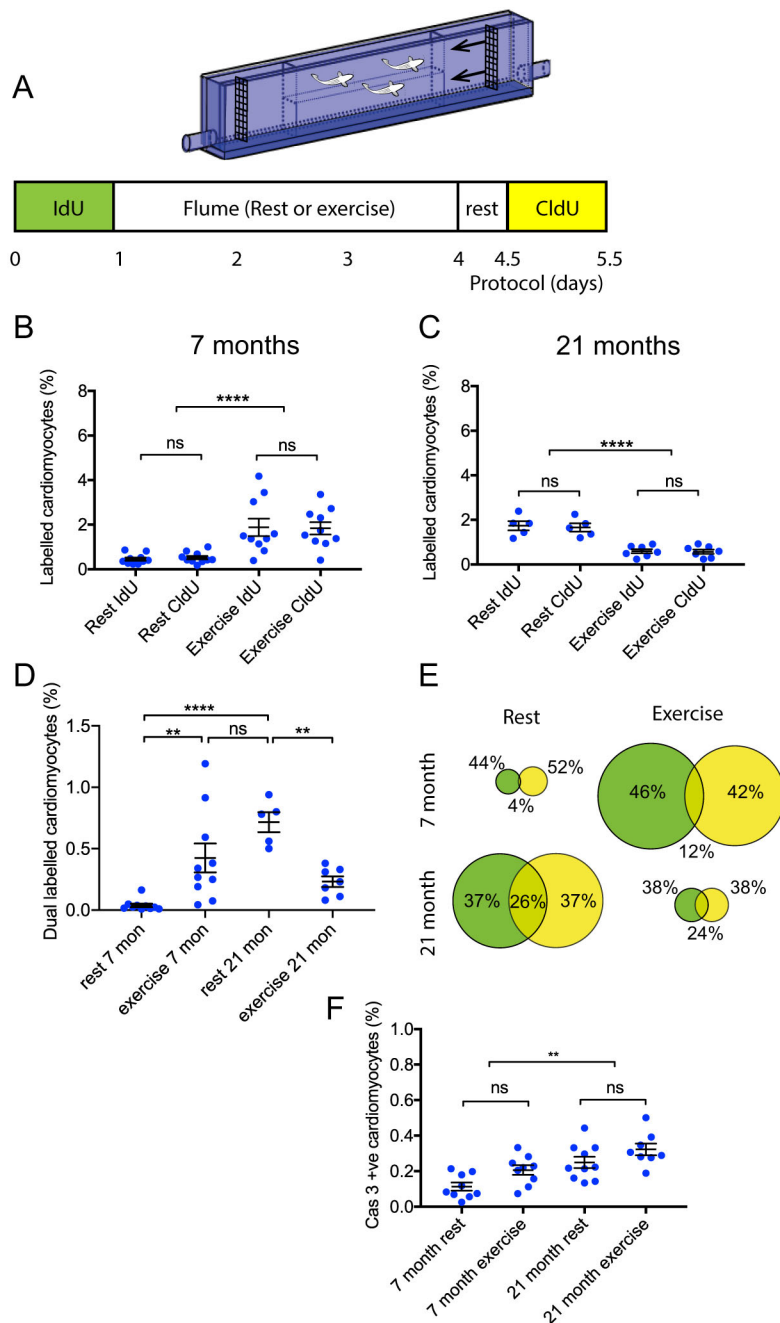 A
IdU
Flume (Rest or exercise)
rest
CldU
0 1 2 3 4 4.5 5.5
Protocol (days)
B
7 months
Labelled cardiomyocytes (%)
8
6
4
2
0
****
ns ns
Rest IdU
Rest CldU
Exercise IdU
Exercise CldU
C
21 months
Labelled cardiomyocytes (%)
8
6
4
2
0
****
ns ns
Rest IdU
Rest CldU
Exercise IdU
Exercise CldU
D
Dual labelled cardiomyocytes (%)
1.5
1.0
0.5
0.0
****
** ns **
rest 7 mon
exercise 7 mon
rest 21 mon
exercise 21 mon
E
Rest Exercise
7 month
44% 52%
4%
46% 42%
12%
21 month
37% 26% 37%
38% 38%
24%
F
Cas 3 +ve cardiomyocytes (%)
1.0
0.8
0.6
0.4
0.2
0.0
**
ns ns
7 month rest
7 month exercise
21 month rest
21 month exercise